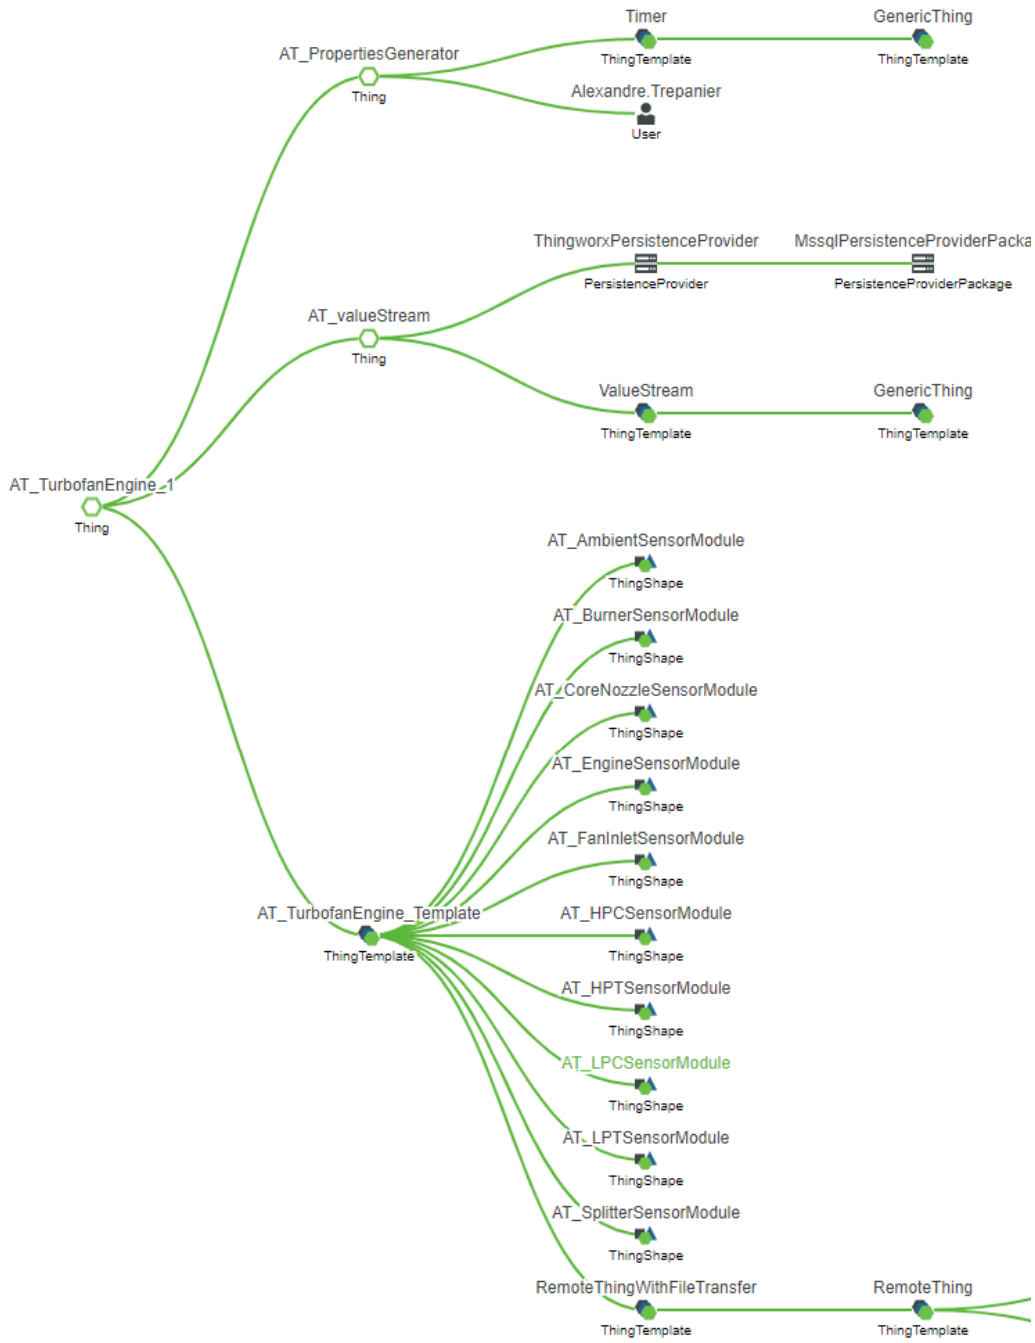 Timer
ThingTemplate
GenericThing
ThingTemplate
AT_PropertiesGenerator
Thing
Alexandre.Trepanier
User
ThingworxPersistenceProvider
PersistenceProvider
MssqlPersistenceProviderPacka
PersistenceProviderPackage
AT_valueStream
Thing
ValueStream
ThingTemplate
GenericThing
ThingTemplate
AT_TurbofanEngine_1
Thing
AT_AmbientSensorModule
ThingShape
AT_BurnerSensorModule
ThingShape
AT_CoreNozzleSensorModule
ThingShape
AT_EngineSensorModule
ThingShape
AT_FanInletSensorModule
ThingShape
AT_TurbofanEngine_Template
ThingTemplate
AT_HPCSensorModule
ThingShape
AT_HPTSensorModule
ThingShape
AT_LPCSensorModule
ThingShape
AT_LPTSensorModule
ThingShape
AT_SplitterSensorModule
ThingShape
RemoteThingWithFileTransfer
ThingTemplate
RemoteThing
ThingTemplate